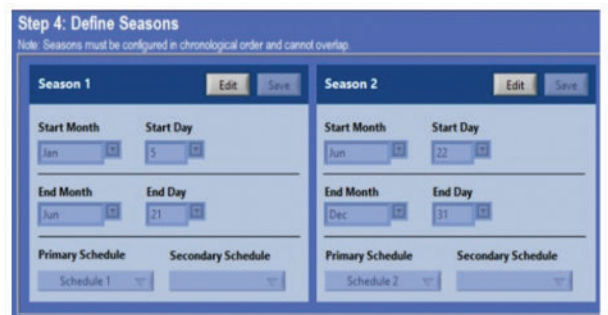 Step 4: Define Seasons
Note: Seasons must be configured in chronological order and cannot overlap.
Season 1 Edit Save
Start Month Start Day
Jan 5
End Month End Day
Jun 21
Primary Schedule Secondary Schedule
Schedule 1
Season 2 Edit Save
Start Month Start Day
Jun 22
End Month End Day
Dec 31
Primary Schedule Secondary Schedule
Schedule 2